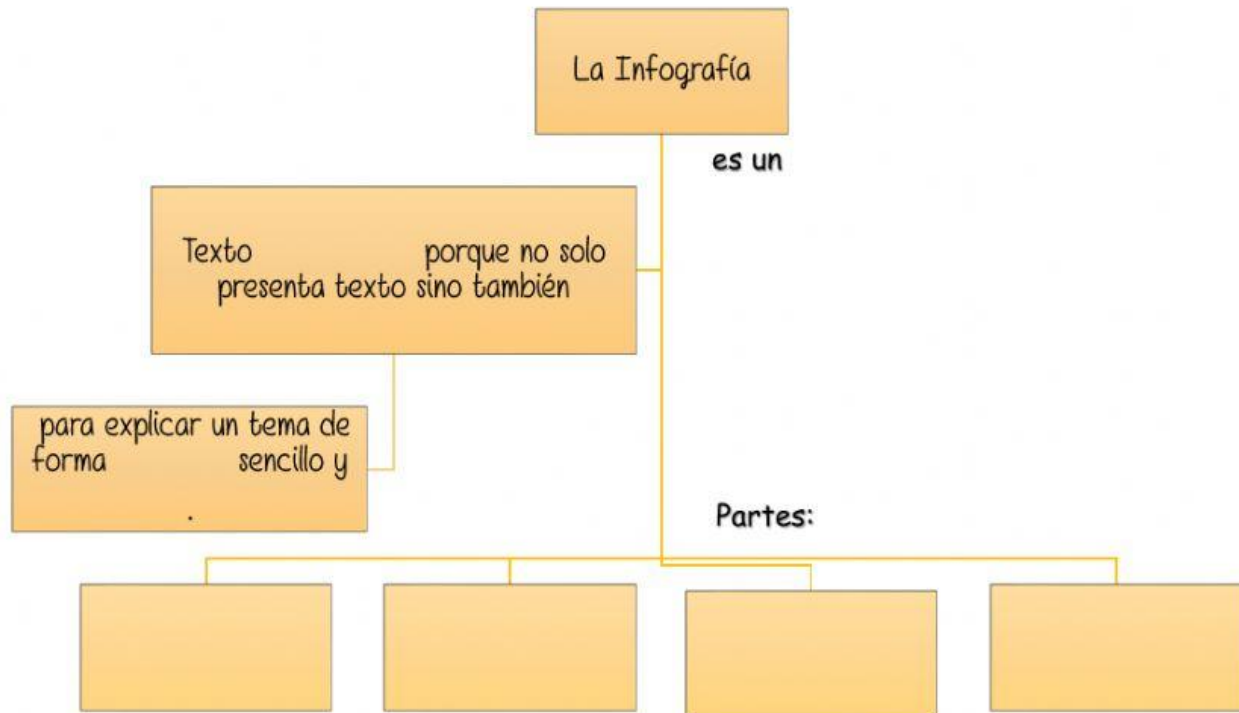 La Infografía
es un
Texto porque no solo
presenta texto sino también
para explicar un tema de
forma sencillo y
.
Partes: